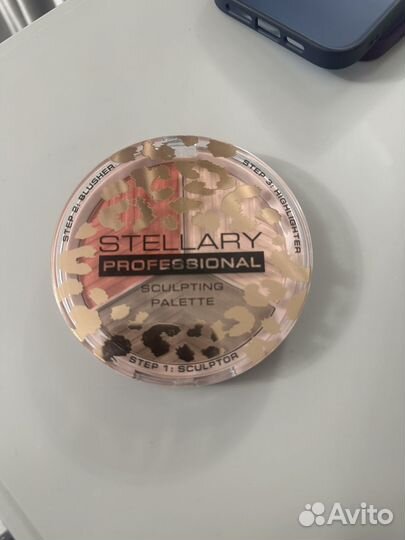 STEP 2: BLUSHER
STEP 3: HIGHLIGHTER
STELLARY
PROFESSIONAL
SCULPTING
PALETTE
STEP 1: SCULPTOR
Avito